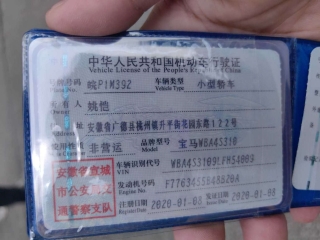 中华人民共和国机动车行驶证
Vehicle License of the People's Republic of China
号牌号码 皖P1M392 车辆类型 小型轿车
Vehicle Type
所有人 姚恺
安徽省广德县桃州镇升平街景园东路122号
使用性质 非营运 品牌型号 宝马WBA4S310
安徽省宣城市公安局交通警察支队
车辆识别代号
VIN
发动机号码
Engine No.
注册日期 2020-01-08 发证日期 2020-01-08
Register Date Issue Date